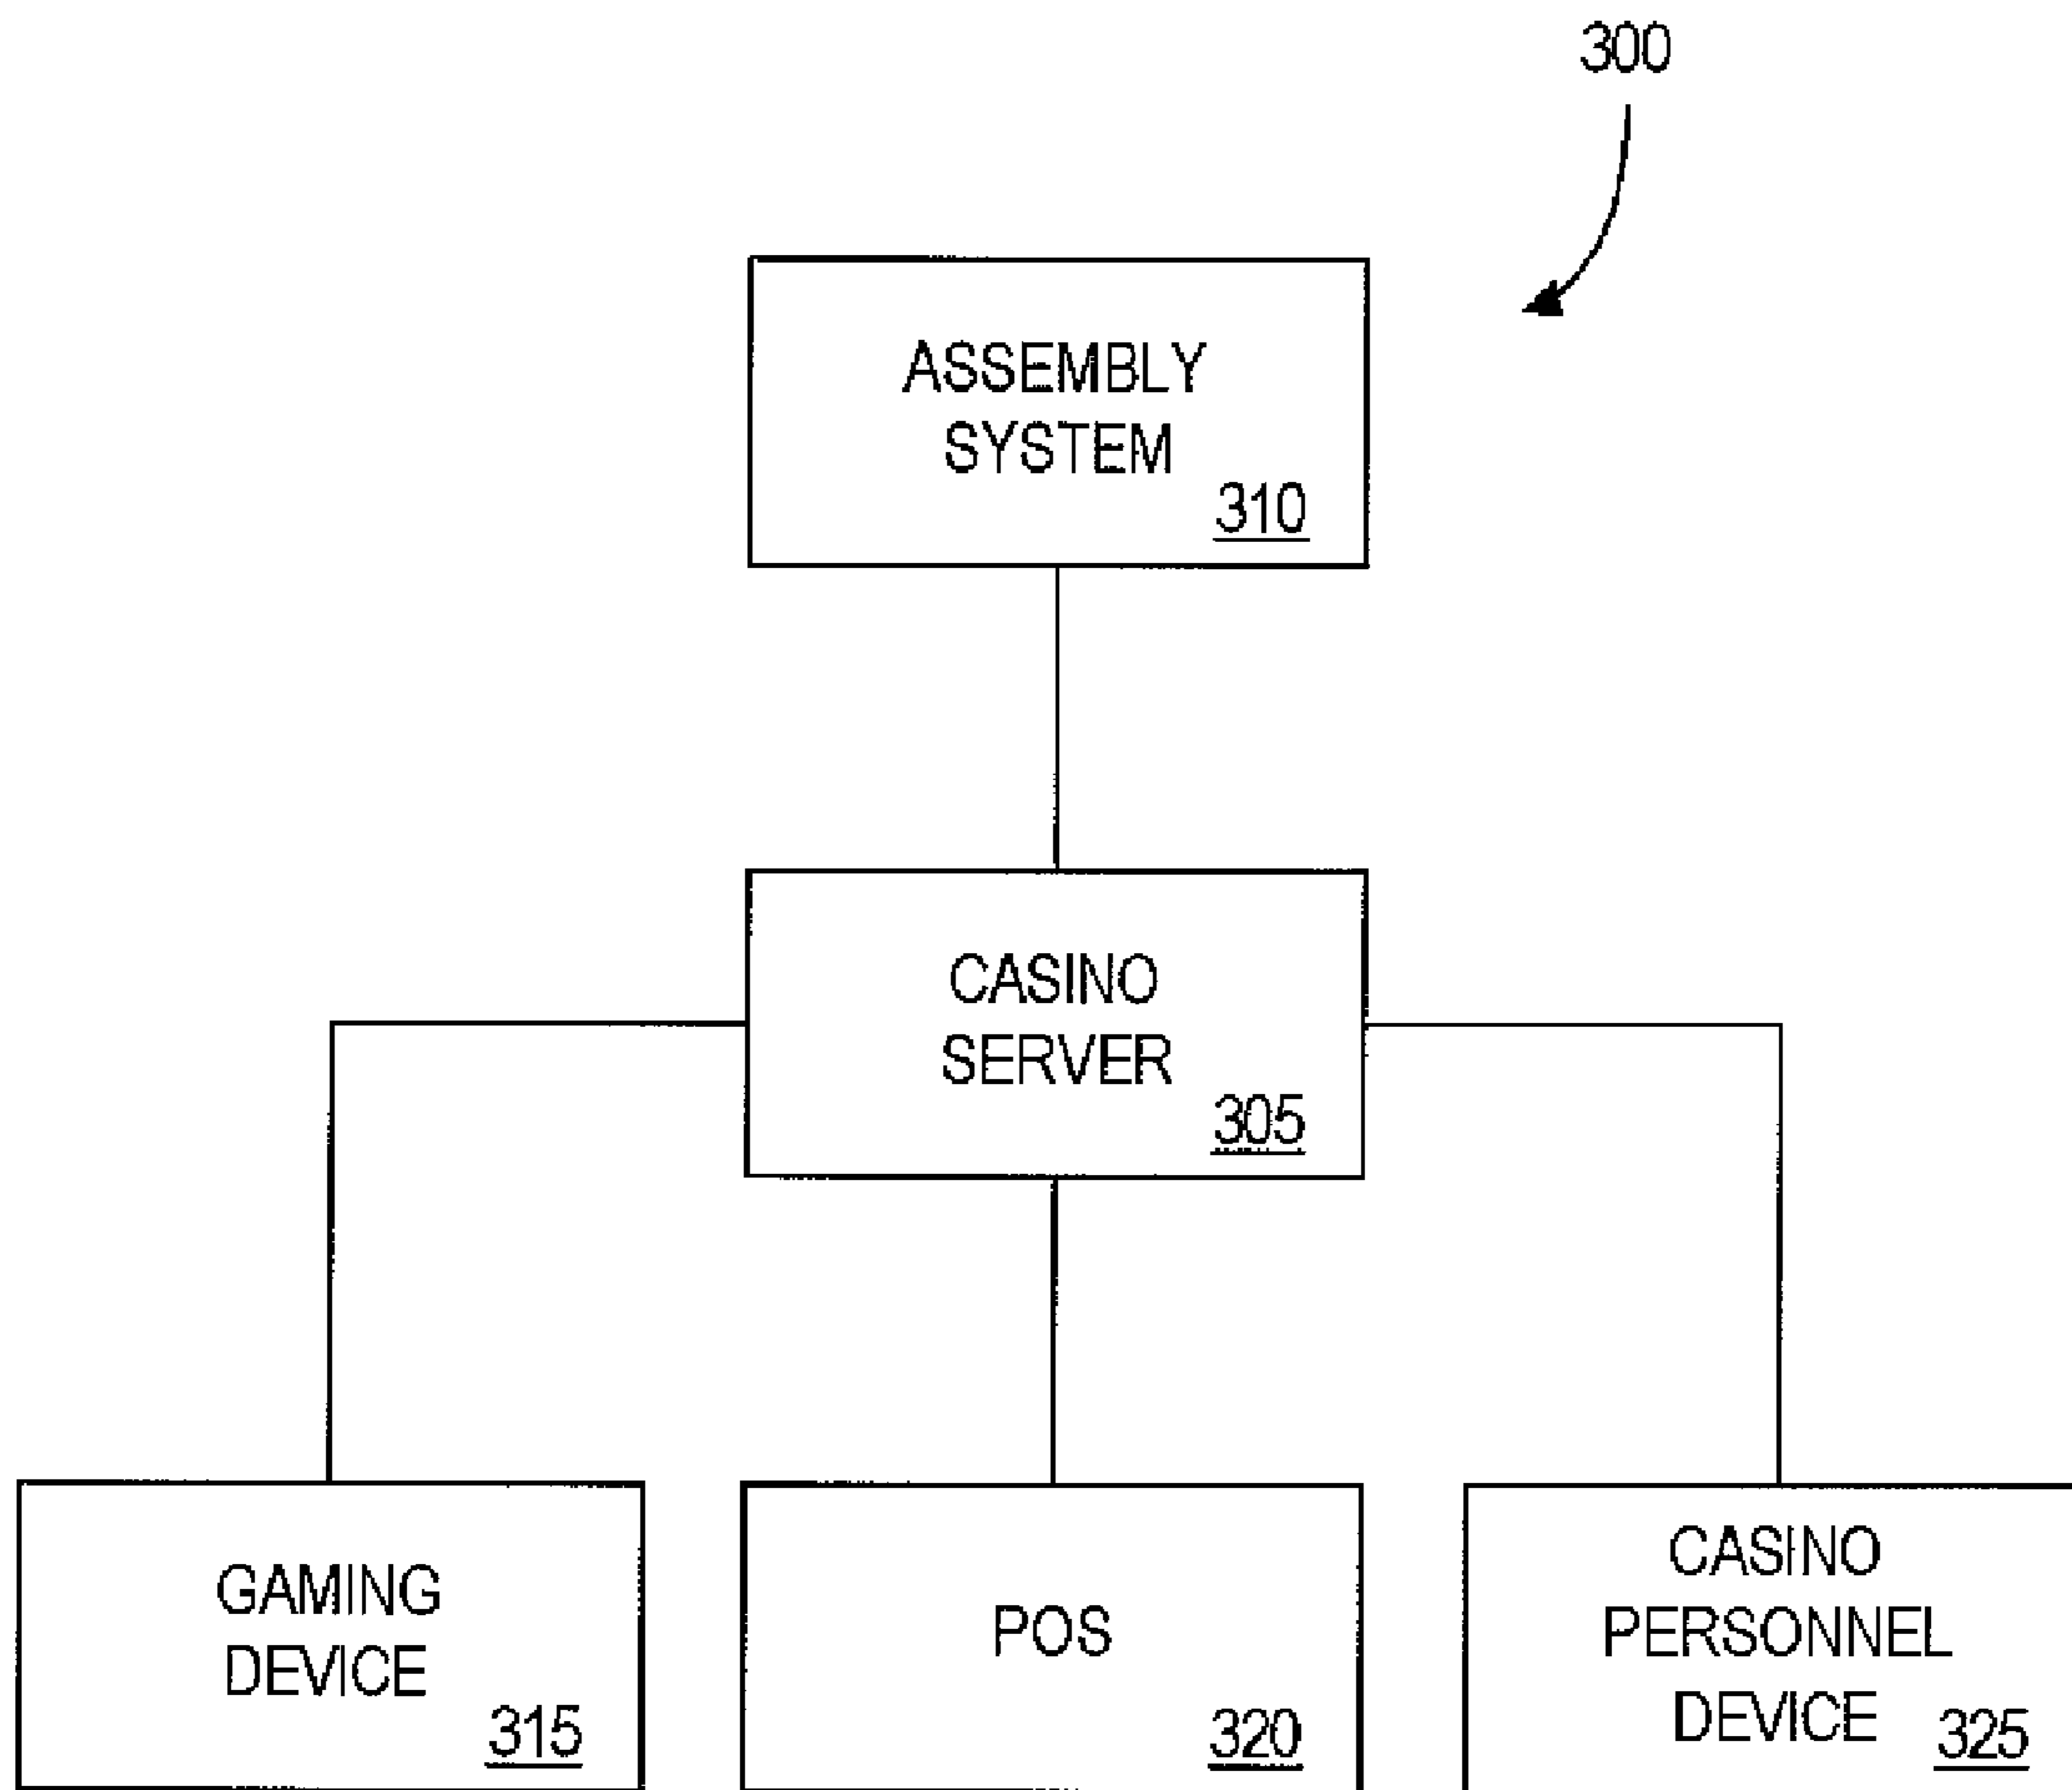 300
ASSEMBLY
SYSTEM
310
CASINO
SERVER
305
GAMING
DEVICE
315
POS
320
CASINO
PERSONNEL
DEVICE
325